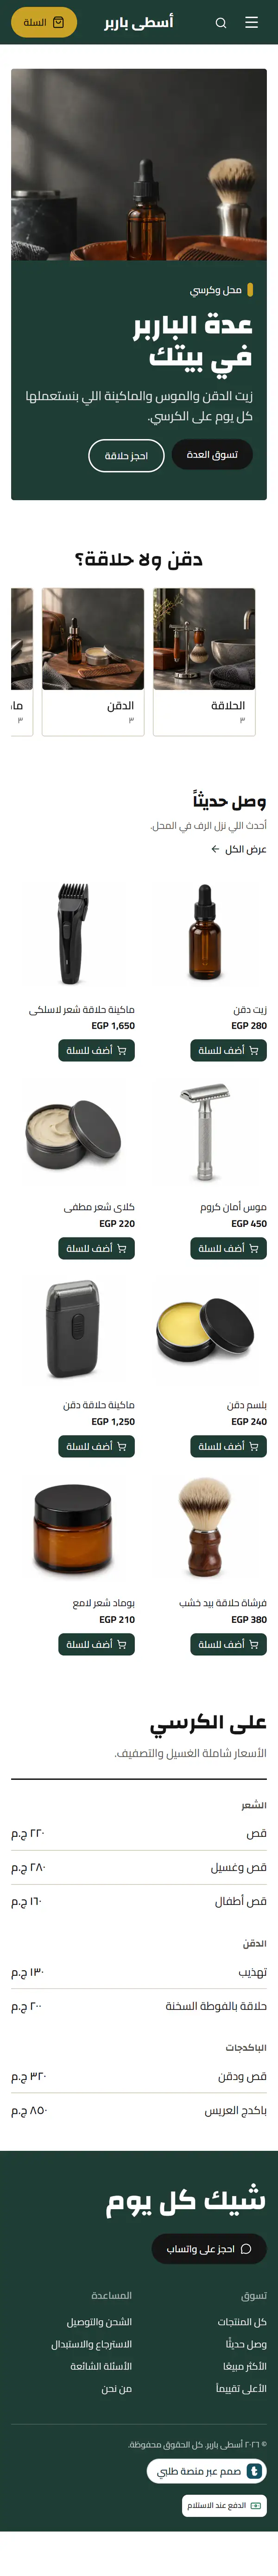 أسطى باربر
السلة
محل وكرسي
عدة الباربر
في بيتك
زيت الدقن والموس والماكينة اللي بنستعملها
كل يوم على الكرسي.
تسوق العدة
احجز حلاقة
دقن ولا حلاقة؟
الحلاقة
٣
الدقن
٣
٣
وصل حديثاً
أحدث اللي نزل الرف في المحل.
عرض الكل
زيت دقن
EGP 280
أضف للسلة
ماكينة حلاقة شعر لاسلكي
EGP 1,650
أضف للسلة
موس أمان كروم
EGP 450
أضف للسلة
كلاي شعر مطفي
EGP 220
أضف للسلة
بلسم دقن
EGP 240
أضف للسلة
ماكينة حلاقة دقن
EGP 1,250
أضف للسلة
فرشاة حلاقة بيد خشب
EGP 380
أضف للسلة
بوماد شعر لامع
EGP 210
أضف للسلة
على الكرسي
الأسعار شاملة الغسيل والتصفيف.
الشعر
قص ٢٢٠ ج.م
قص وغسيل ٢٨٠ ج.م
قص أطفال ١٦٠ ج.م
الدقن
تهذيب ١٣٠ ج.م
حلاقة بالفوطة السخنة ٢٠٠ ج.م
الباكدجات
قص ودقن ٣٢٠ ج.م
باكدج العريس ٨٥٠ ج.م
شيك كل يوم
احجز على واتساب
تسوق
كل المنتجات
وصل حديثًا
الأكثر مبيعًا
الأعلى تقييماً
المساعدة
الشحن والتوصيل
الاسترجاع والاستبدال
الأسئلة الشائعة
من نحن
© ٢٠٢٦ أسطى باربر. كل الحقوق محفوظة.
صمم عبر منصة طلبي
الدفع عند الاستلام